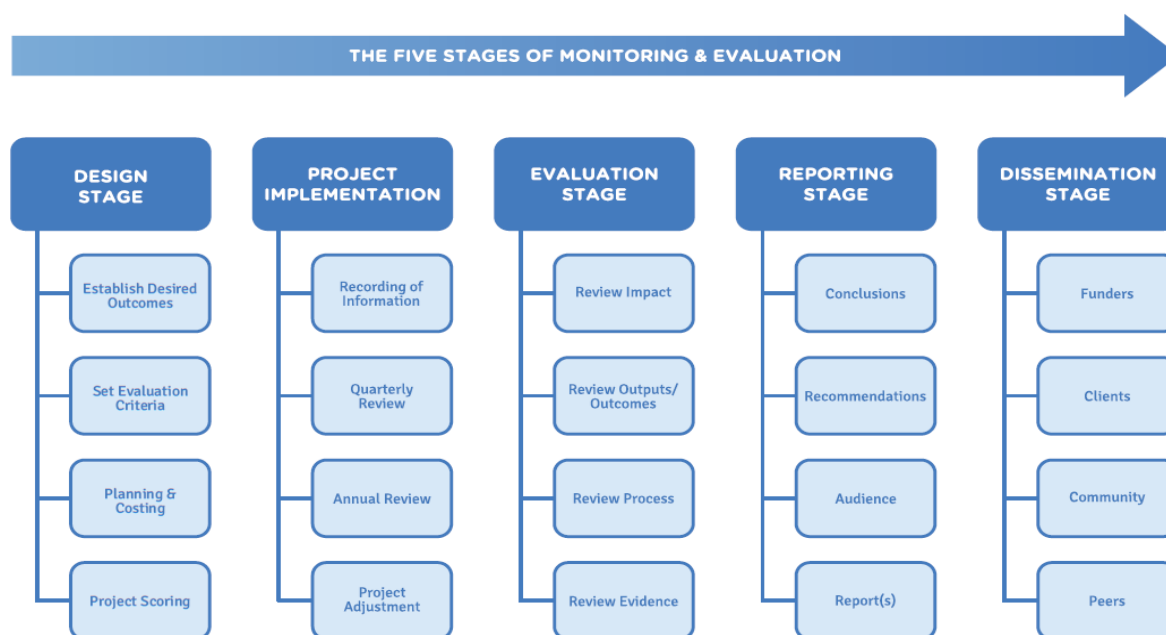 THE FIVE STAGES OF MONITORING & EVALUATION
DESIGN
STAGE
Establish Desired
Outcomes
Set Evaluation
Criteria
Planning &
Costing
Project Scoring
PROJECT
IMPLEMENTATION
Recording of
Information
Quarterly
Review
Annual Review
Project
Adjustment
EVALUATION
STAGE
Review Impact
Review Outputs/
Outcomes
Review Process
Review Evidence
REPORTING
STAGE
Conclusions
Recommendations
Audience
Report(s)
DISSEMINATION
STAGE
Funders
Clients
Community
Peers